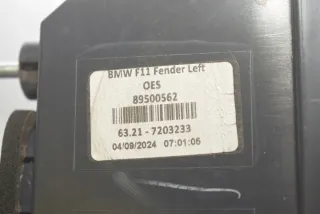 BMW F11 Fender Left
OES
89500562
63.21 - 7203233
04/09/2024 07:01:06